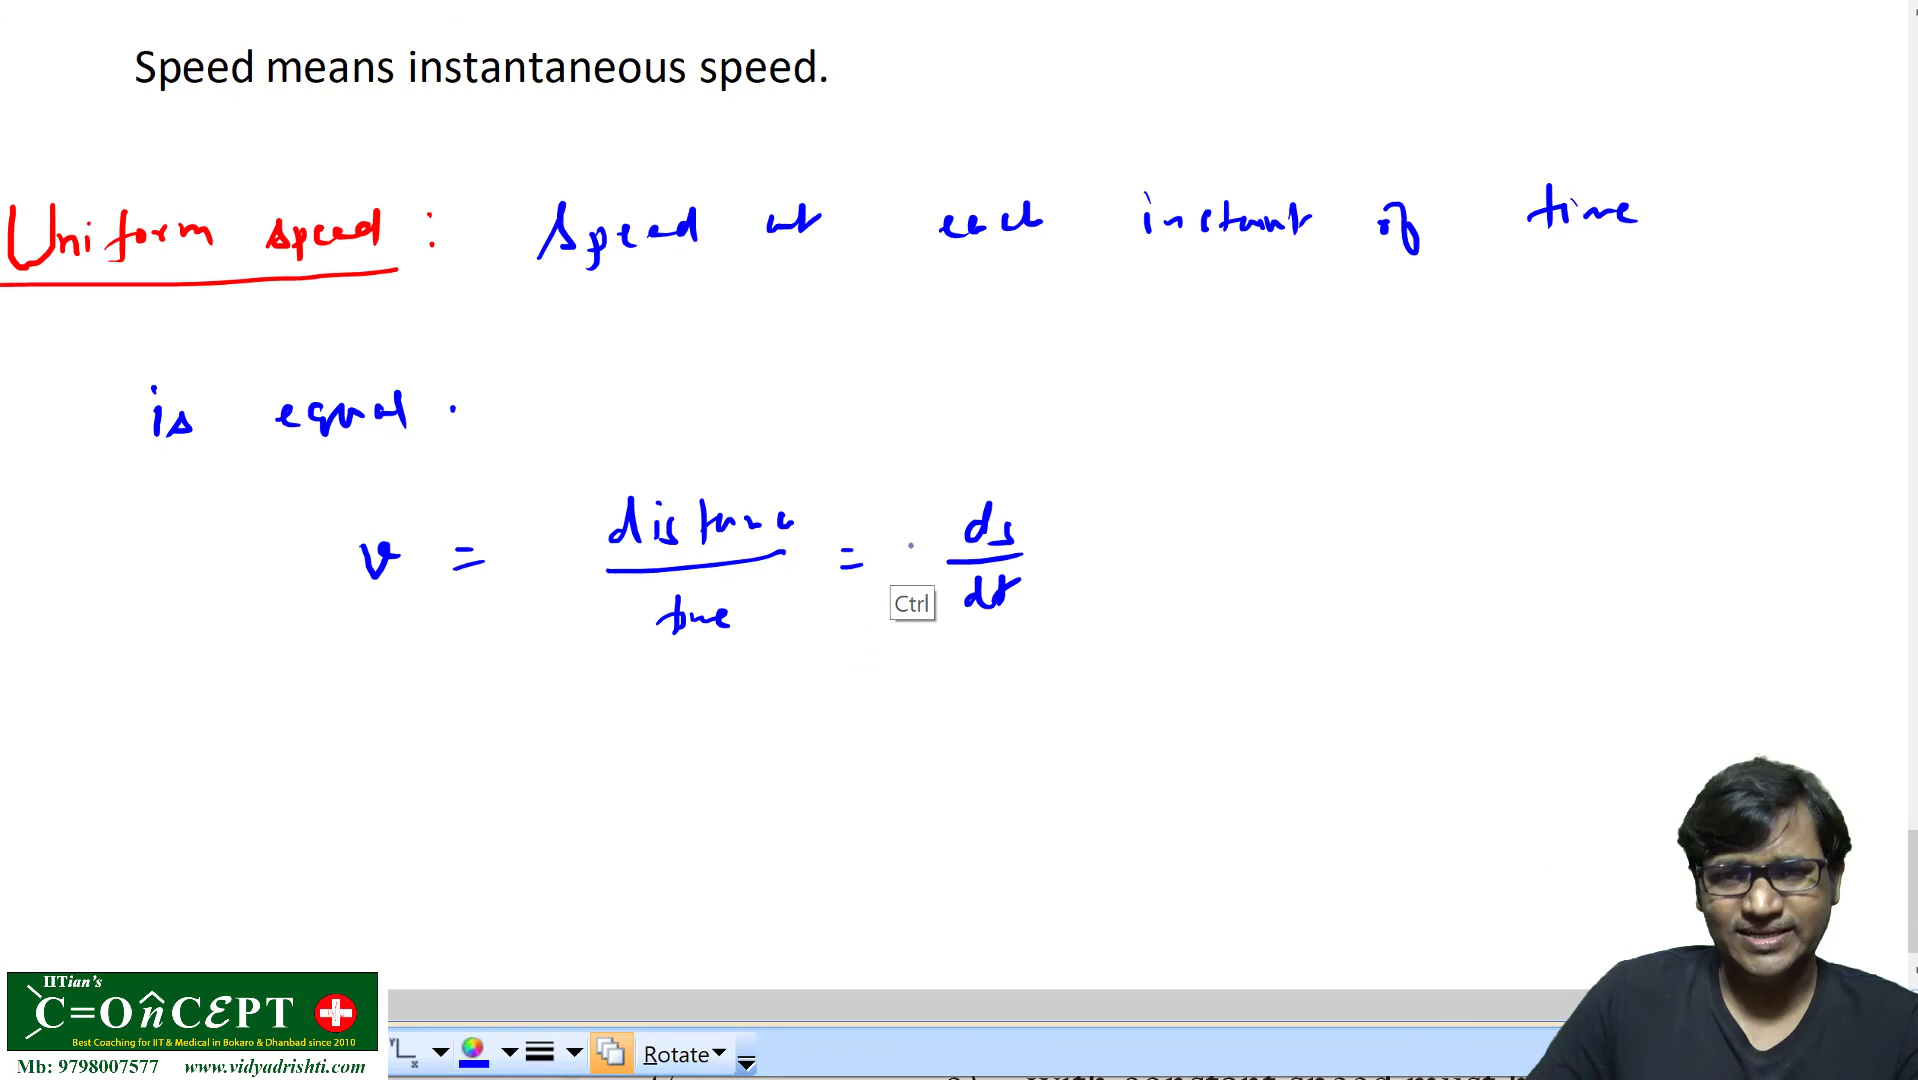 Speed means instantaneous speed.
Uniform speed : Speed at each instant of time
is equal .
v = distance / time = ds / dt
Ctrl
IITian's
C=OnCEPT
Best Coaching for IIT & Medical in Bokaro & Dhanbad since 2010
Mb: 9798007577 www.vidyadrishti.com
Rotate